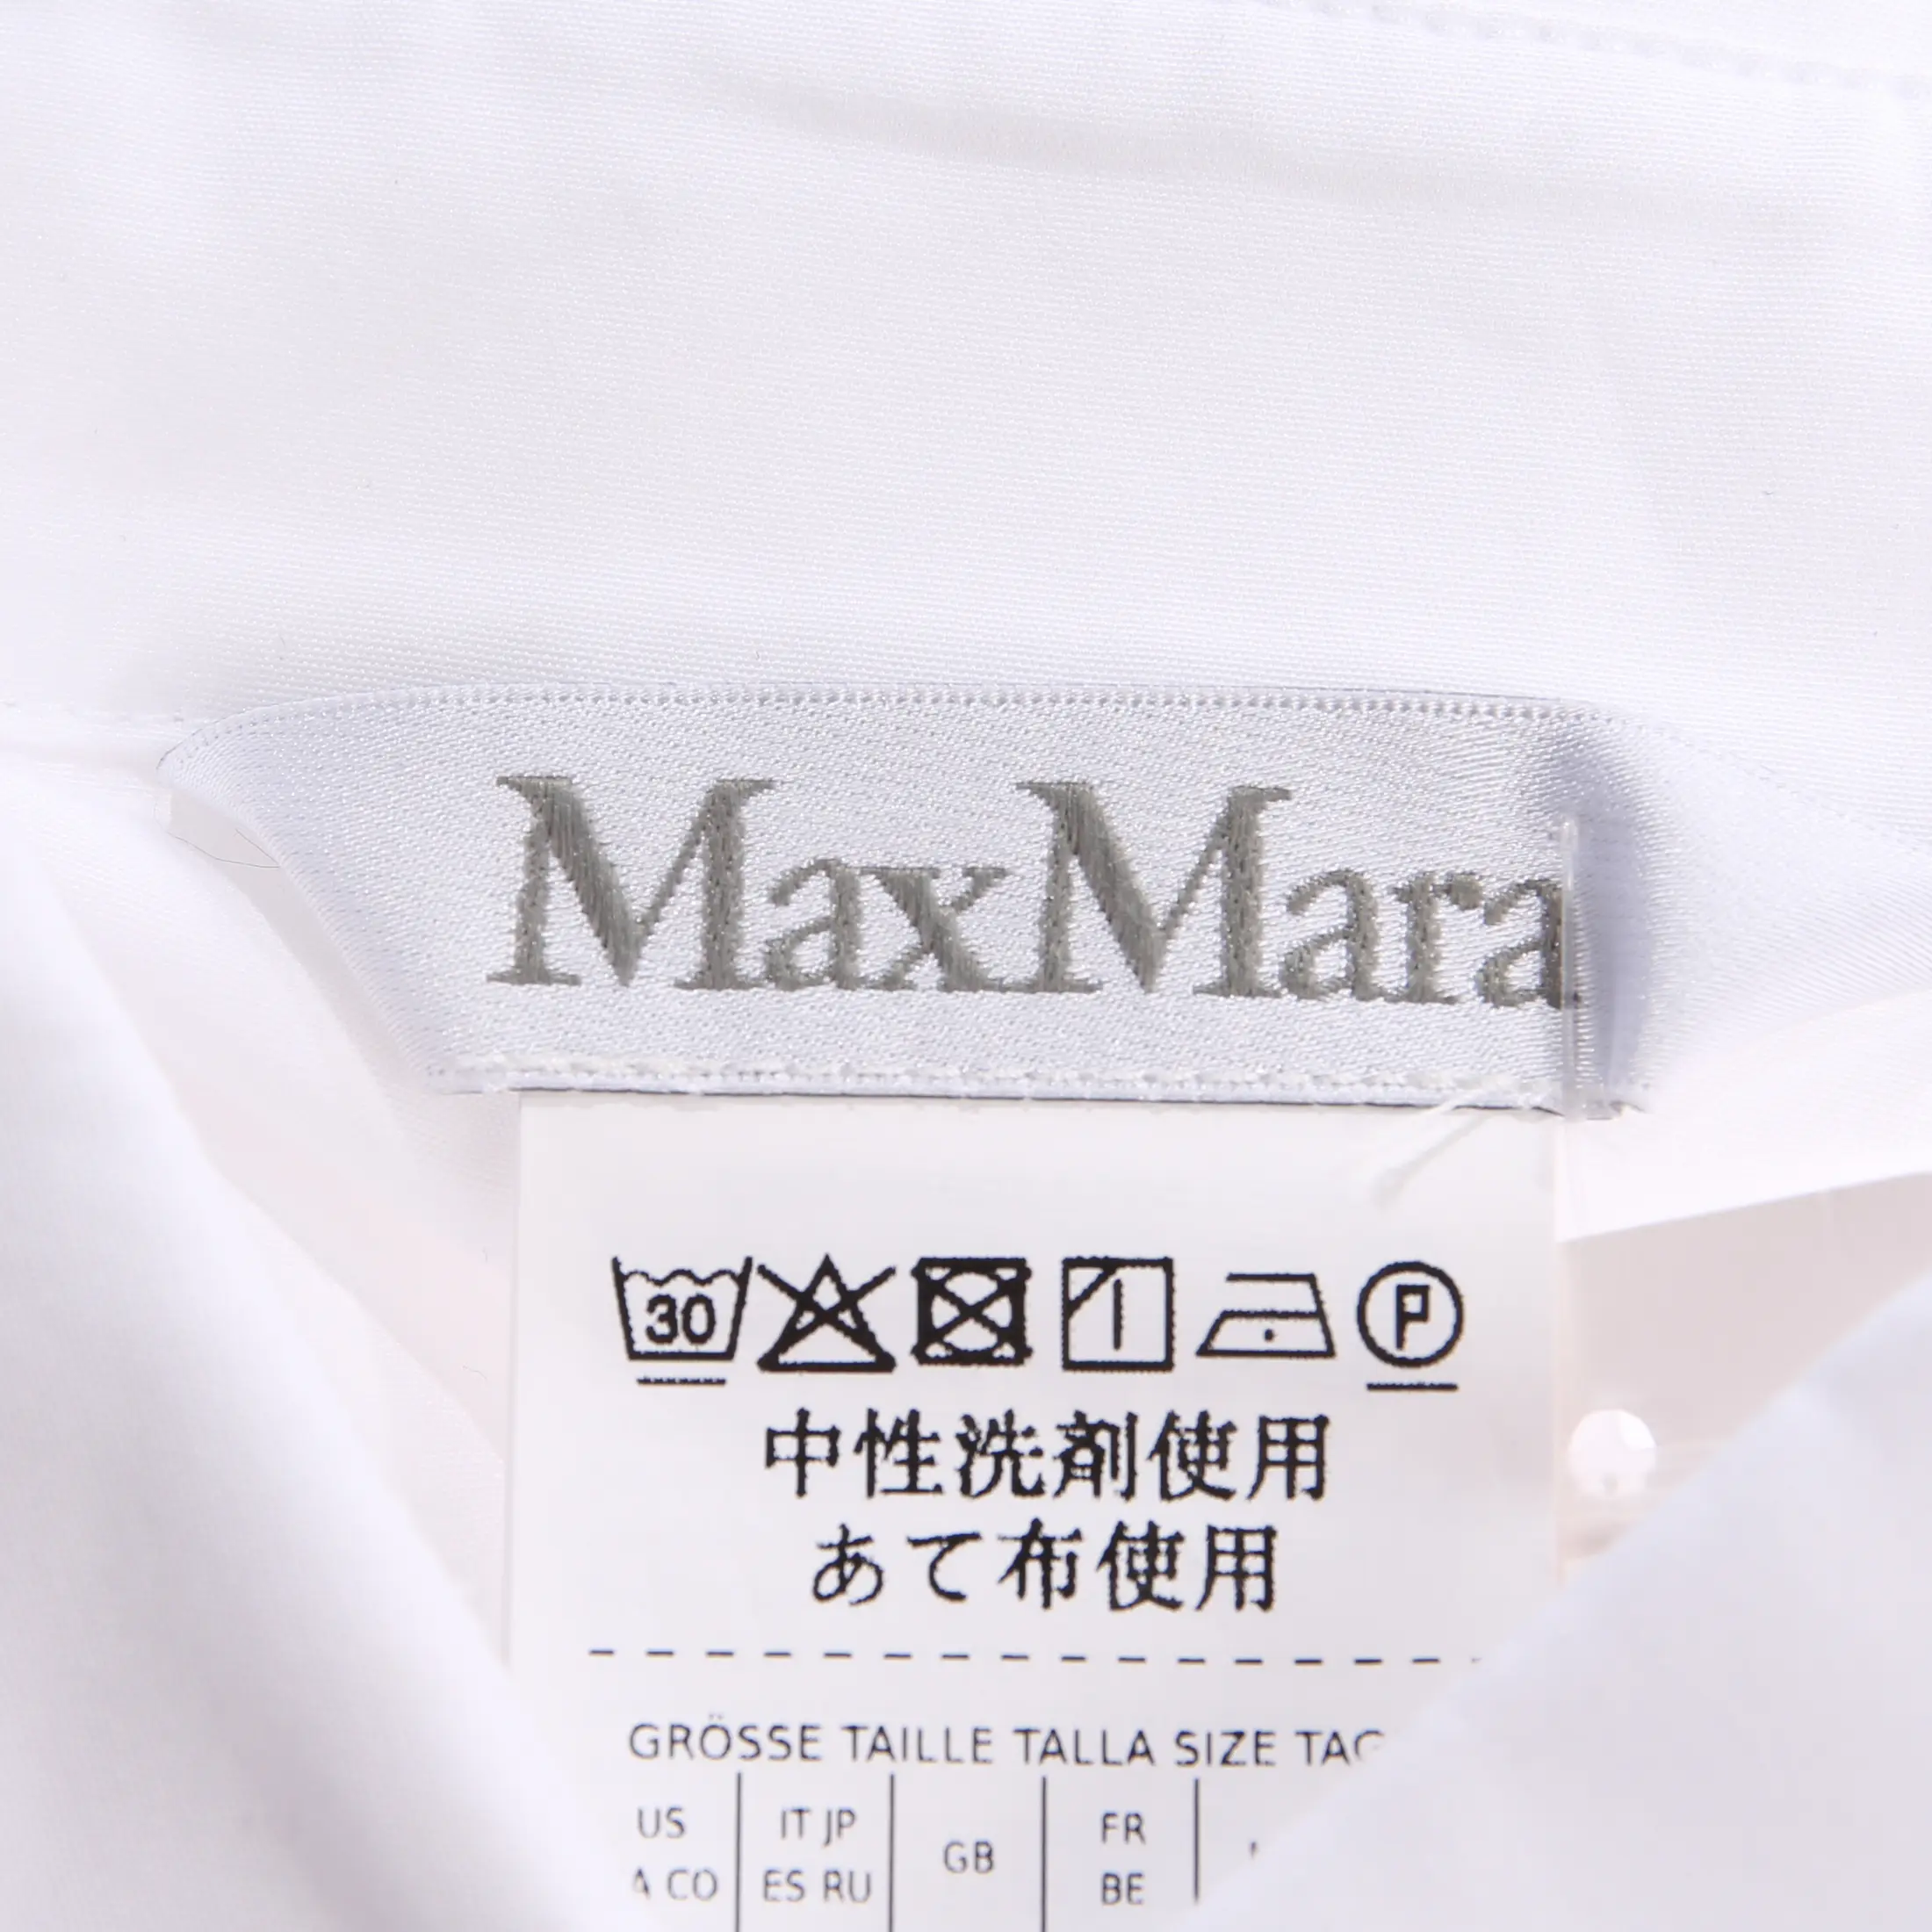 MaxMara
30
P
中性洗剤使用
あて布使用
GRÖSSE TAILLE TALLA SIZE
US IT JP GB FR
CO ES RU BE